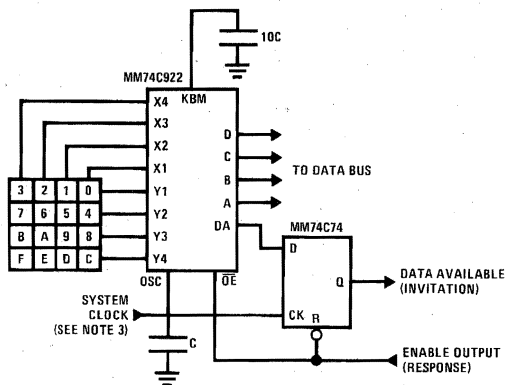 10C
MM74C922
KBM
X4
X3
X2
X1
Y1
Y2
Y3
Y4
D
C
B
A
DA
TO DATA BUS
3 2 1 0
7 6 5 4
B A 9 8
F E D C
OSC
OE
MM74C74
D
Q
CK R
DATA AVAILABLE
(INVITATION)
SYSTEM
CLOCK
(SEE NOTE 3)
C
ENABLE OUTPUT
(RESPONSE)